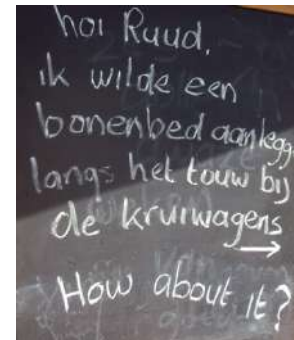 hoi Ruud,
ik wilde een
bonenbed aanlegg
langs het touw bij
de kruiwagens
→
How about it?